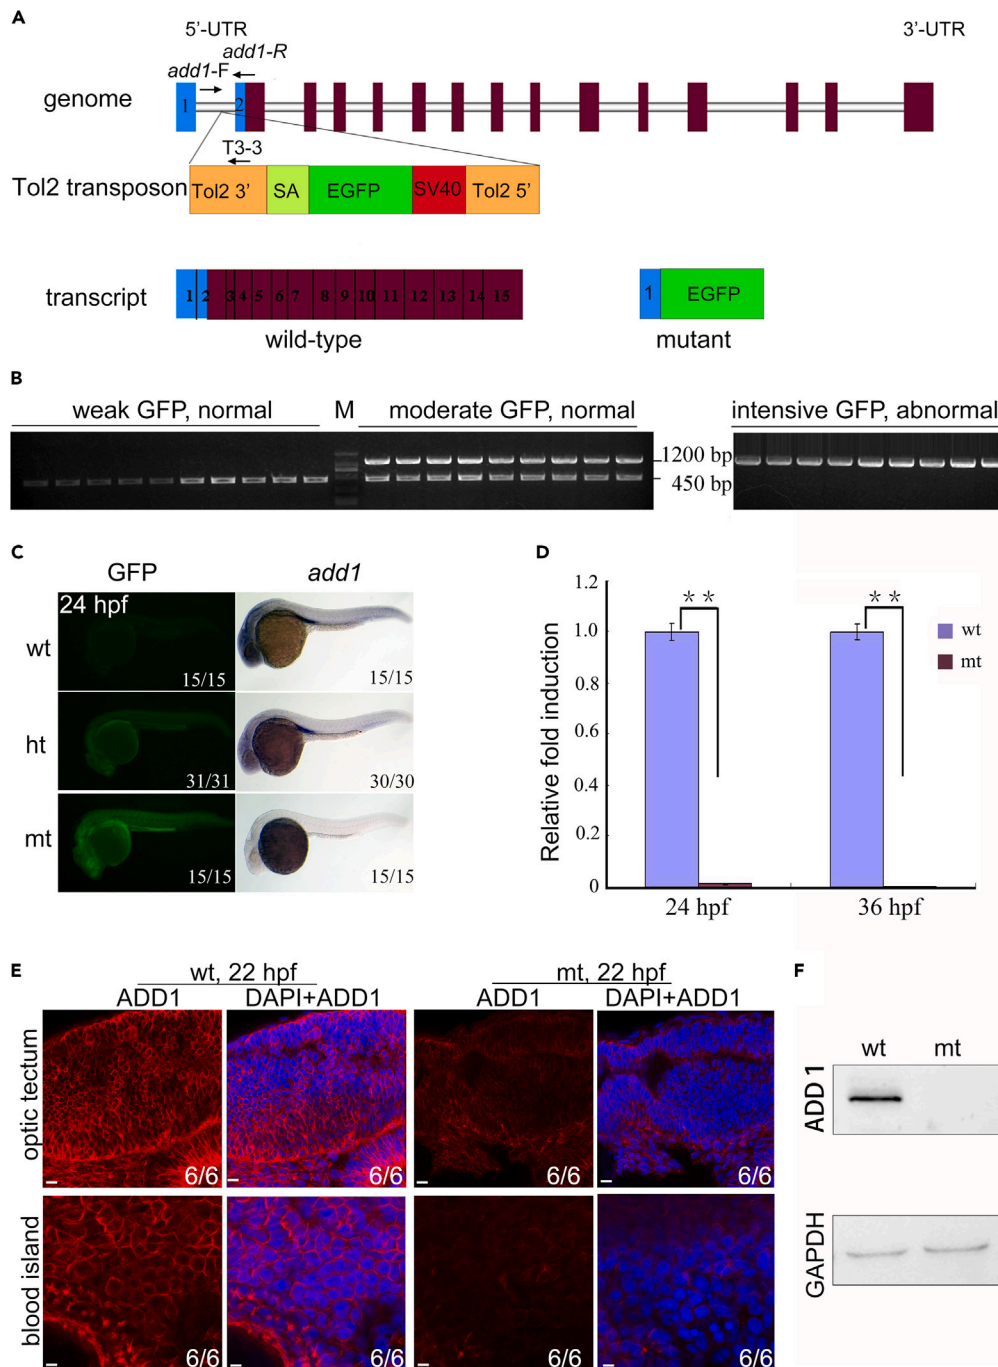 A
5’-UTR
3’-UTR
add1-R
add1-F
genome
1
2
T3-3
Tol2 transposon
Tol2 3’
SA
EGFP
SV40
Tol2 5’
transcript
1 2 3 4 5 6 7 8 9 10 11 12 13 14 15
1
EGFP
wild-type
mutant
B
weak GFP, normal
M
moderate GFP, normal
intensive GFP, abnormal
1200 bp
450 bp
C
GFP
add1
24 hpf
wt
15/15
15/15
ht
31/31
30/30
mt
15/15
15/15
D
Relative fold induction
1.2
1.0
0.8
0.6
0.4
0.2
0
* *
* *
wt
mt
24 hpf
36 hpf
E
wt, 22 hpf
mt, 22 hpf
ADD1
DAPI+ADD1
ADD1
DAPI+ADD1
optic tectum
6/6
6/6
6/6
6/6
blood island
6/6
6/6
6/6
6/6
F
wt
mt
ADD 1
GAPDH